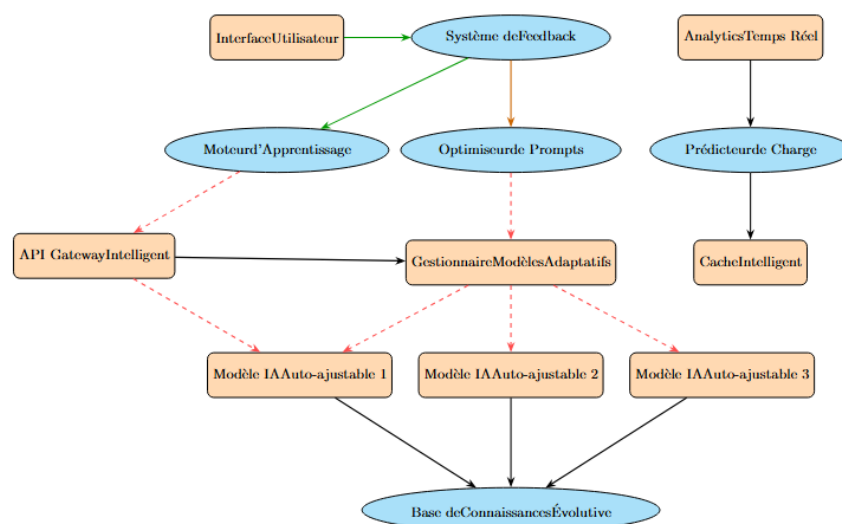 InterfaceUtilisateur
Système deFeedback
AnalyticsTemps Réel
Moteurd'Apprentissage
Optimiseurde Prompts
Prédicteurde Charge
API GatewayIntelligent
GestionnaireModèlesAdaptatifs
CacheIntelligent
Modèle IAAuto-ajustable 1
Modèle IAAuto-ajustable 2
Modèle IAAuto-ajustable 3
Base deConnaissancesÉvolutive